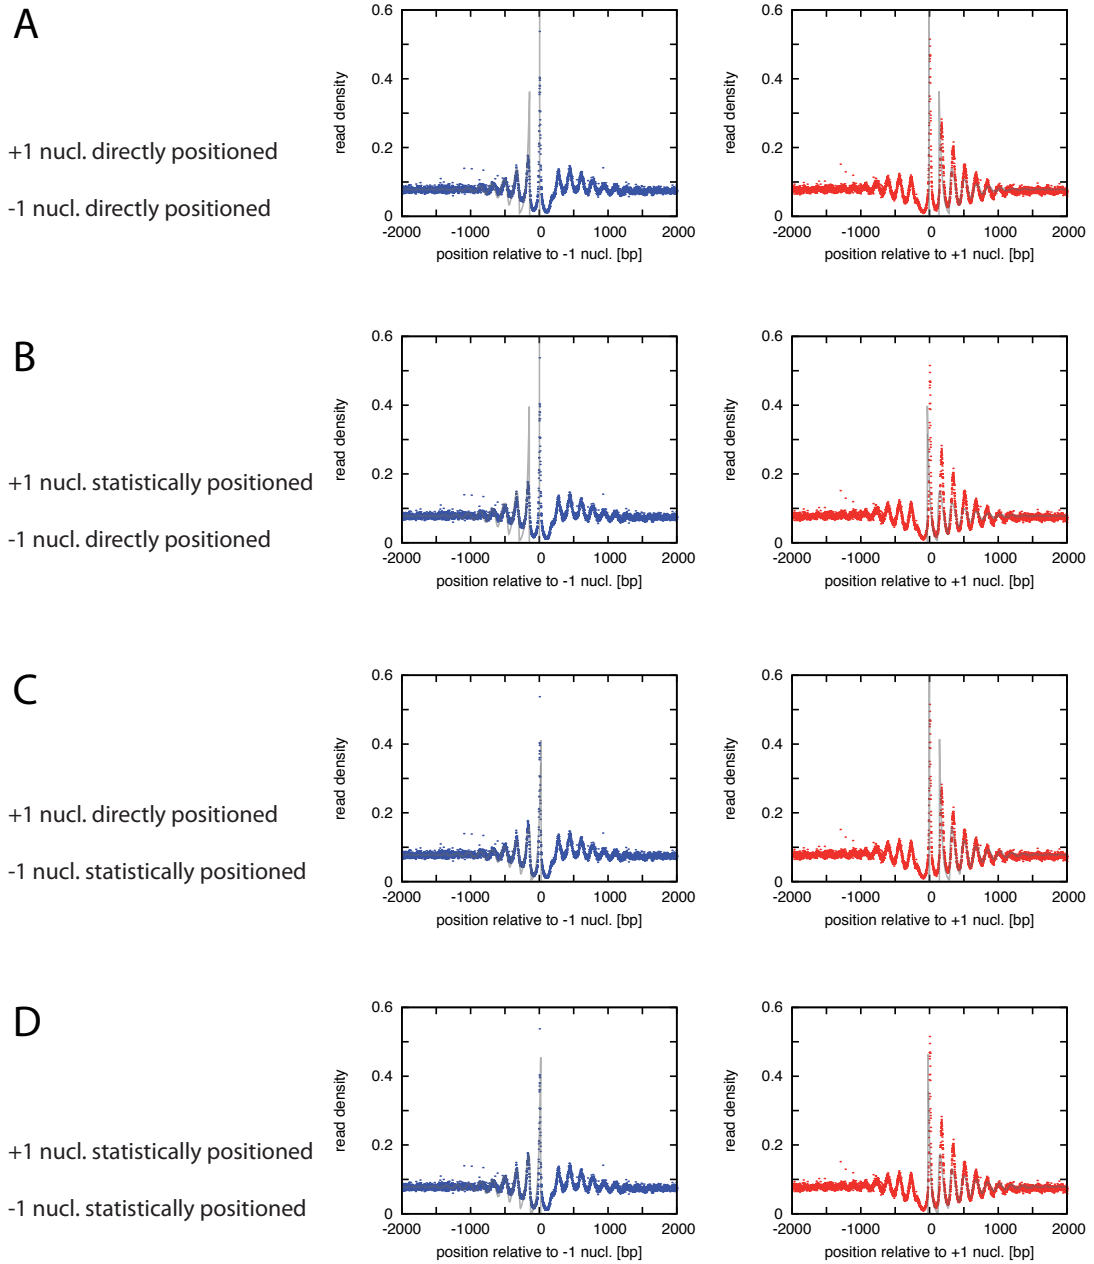 A
+1 nucl. directly positioned
-1 nucl. directly positioned
read density
0.6
0.4
0.2
0
-2000 -1000 0 1000 2000
position relative to -1 nucl. [bp]
read density
0.6
0.4
0.2
0
-2000 -1000 0 1000 2000
position relative to +1 nucl. [bp]
B
+1 nucl. statistically positioned
-1 nucl. directly positioned
read density
0.6
0.4
0.2
0
-2000 -1000 0 1000 2000
position relative to -1 nucl. [bp]
read density
0.6
0.4
0.2
0
-2000 -1000 0 1000 2000
position relative to +1 nucl. [bp]
C
+1 nucl. directly positioned
-1 nucl. statistically positioned
read density
0.6
0.4
0.2
0
-2000 -1000 0 1000 2000
position relative to -1 nucl. [bp]
read density
0.6
0.4
0.2
0
-2000 -1000 0 1000 2000
position relative to +1 nucl. [bp]
D
+1 nucl. statistically positioned
-1 nucl. statistically positioned
read density
0.6
0.4
0.2
0
-2000 -1000 0 1000 2000
position relative to -1 nucl. [bp]
read density
0.6
0.4
0.2
0
-2000 -1000 0 1000 2000
position relative to +1 nucl. [bp]